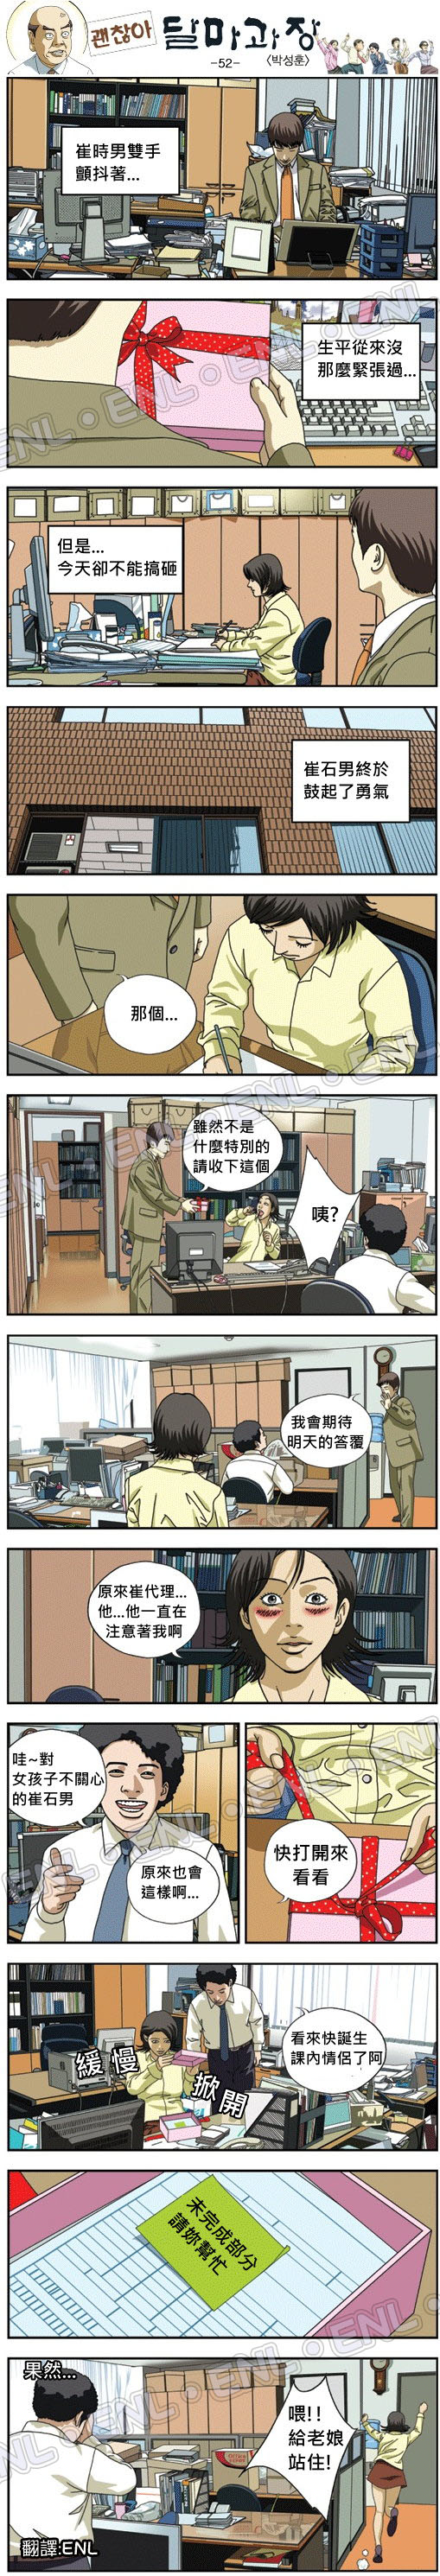 괜찮아 달마과장
-52- <박성훈>
崔時男雙手
顫抖著...
生平從來沒
那麼緊張過...
但是...
今天卻不能搞砸
崔石男終於
鼓起了勇氣
那個...
雖然不是
什麼特別的
請收下這個
咦?
我會期待
明天的答覆
原來崔代理...
他...他一直在
注意著我啊
哇~對
女孩子不關心
的崔石男
原來也會
這樣啊...
快打開來
看看
看來快誕生
課內情侶了阿
緩慢
掀開
未完成部分
請妳幫忙
果然...
喂!!
給老娘
站住!
翻譯:ENL